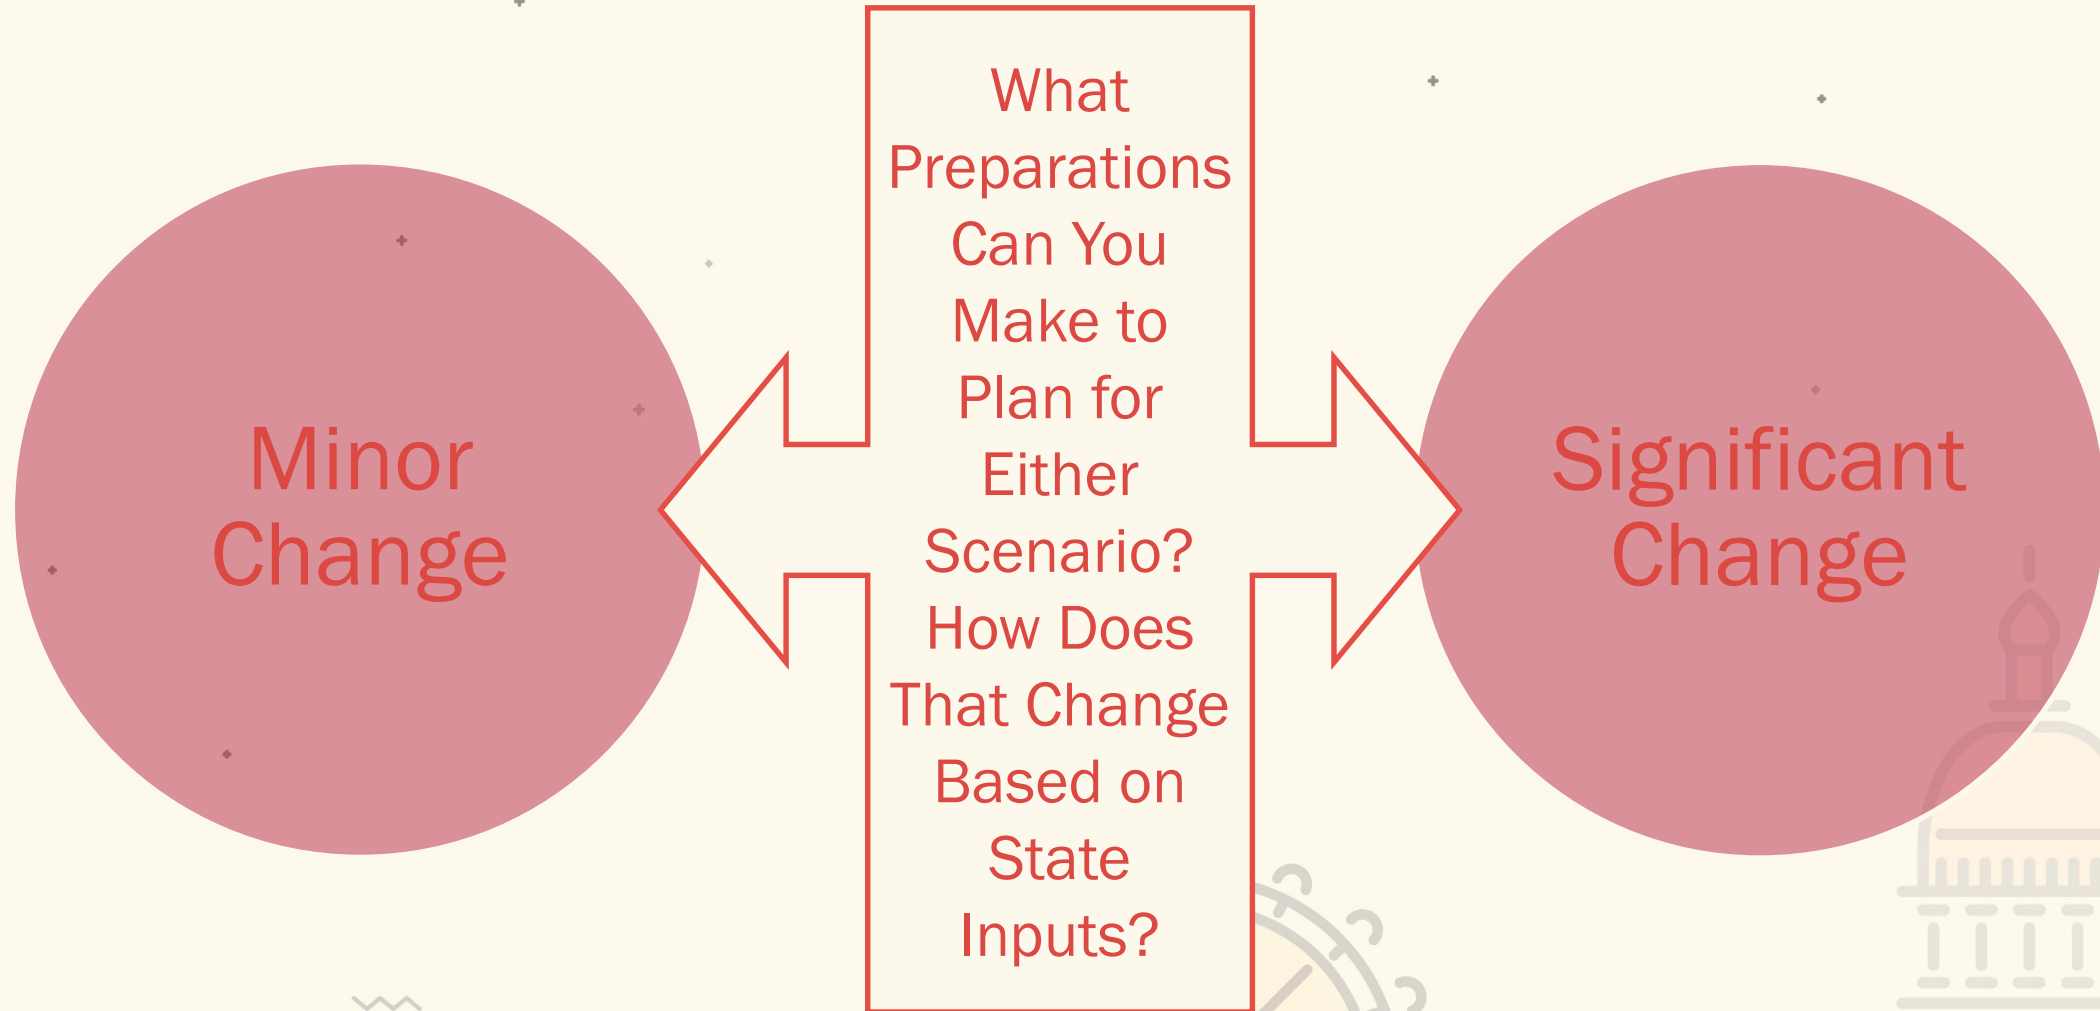 Minor
Change
What
Preparations
Can You
Make to
Plan for
Either
Scenario?
How Does
That Change
Based on
State
Inputs?
Significant
Change